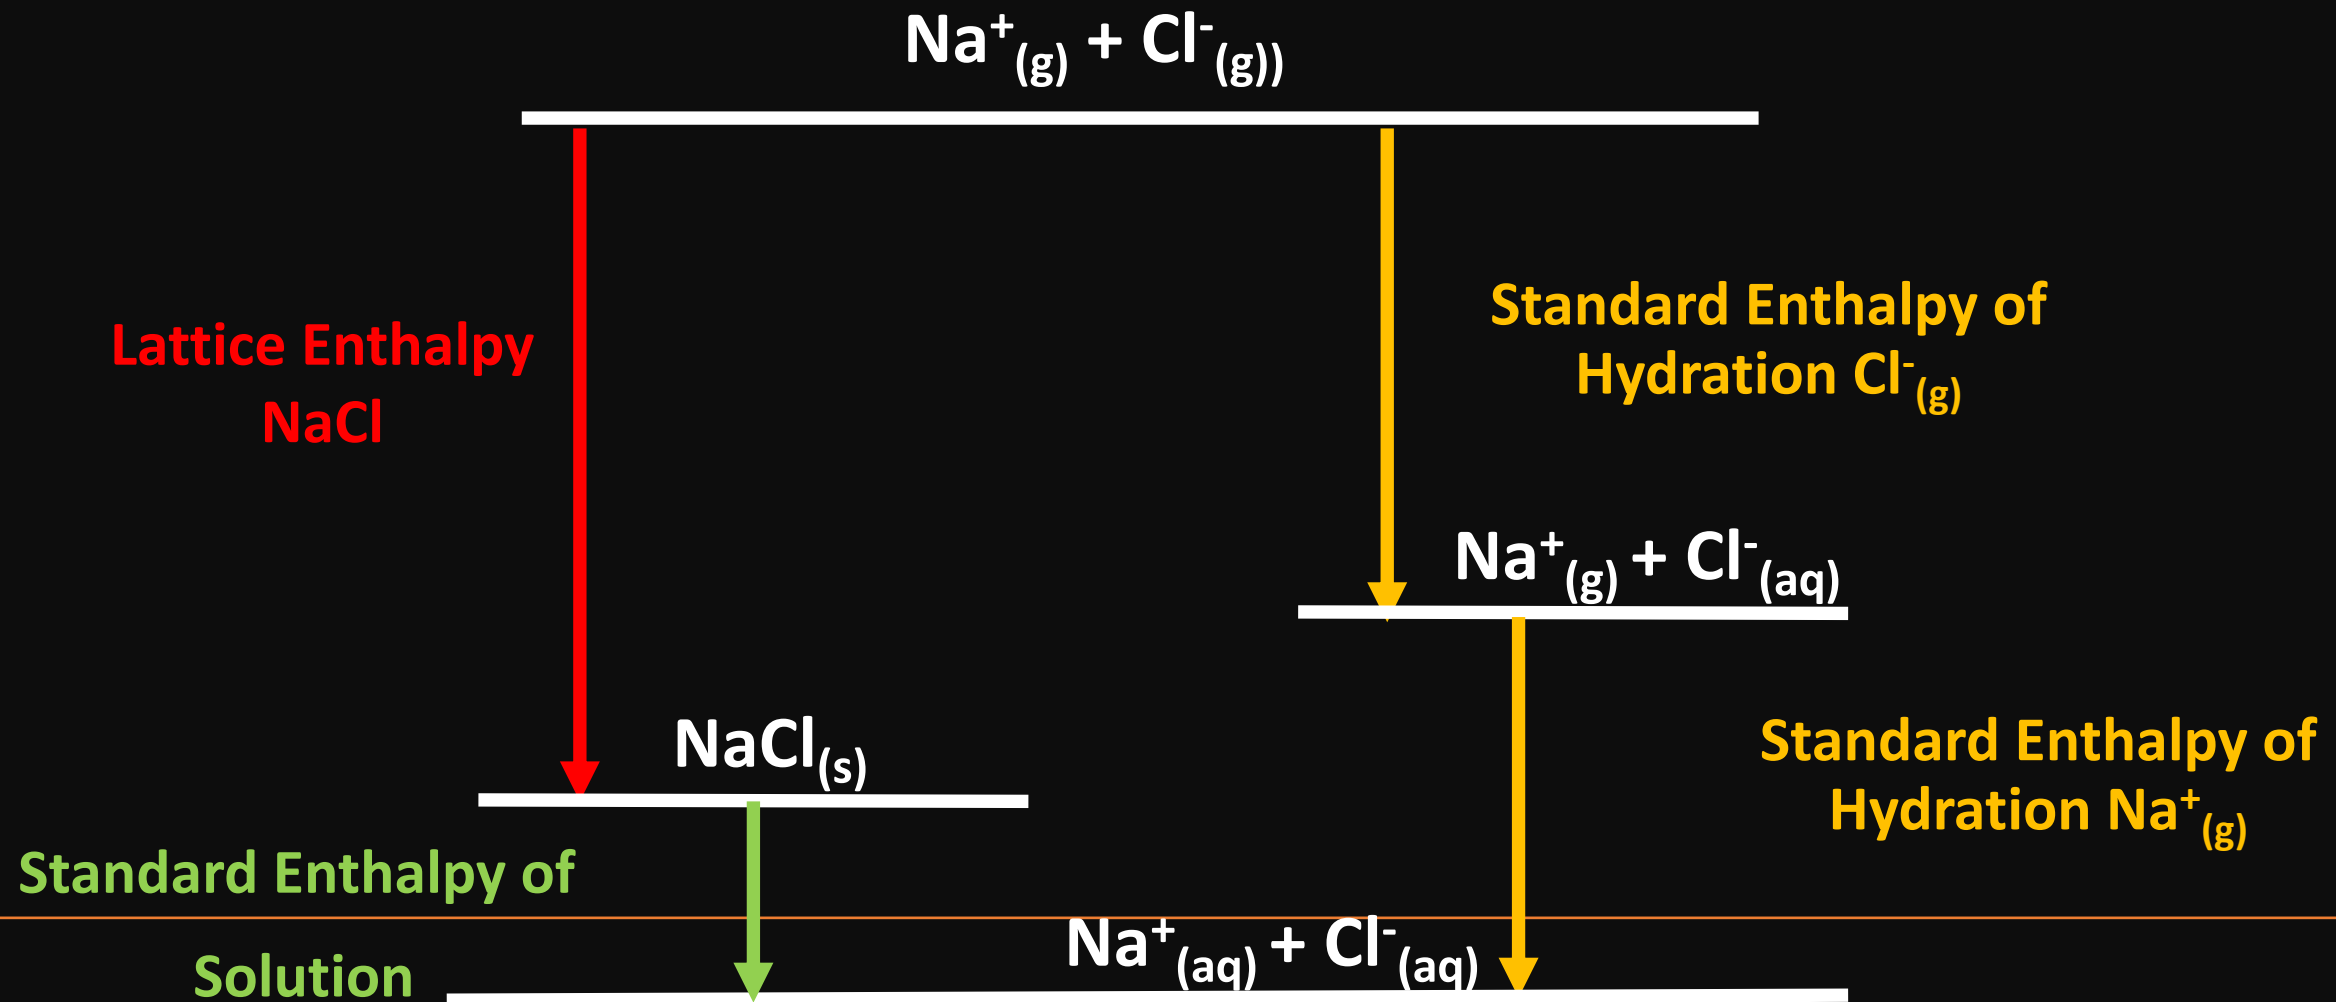 Na⁺(g) + Cl⁻(g))
Lattice Enthalpy
NaCl
Standard Enthalpy of
Hydration Cl⁻(g)
Na⁺(g) + Cl⁻(aq)
NaCl(s)
Standard Enthalpy of
Hydration Na⁺(g)
Standard Enthalpy of
Solution
Na⁺(aq) + Cl⁻(aq)